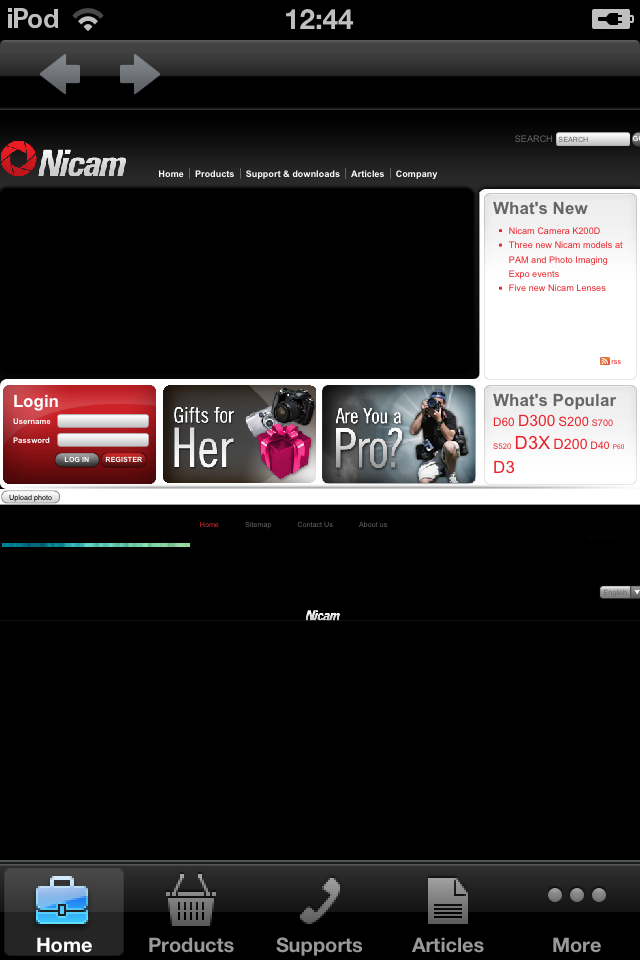 iPod 12:44
SEARCH SEARCH
Nicam
Home Products Support & downloads Articles Company
What's New
Nicam Camera K200D
Three new Nicam models at
PAM and Photo Imaging
Expo events
Five new Nicam Lenses
rss
Login
Username
Password
LOG IN REGISTER
Gifts for
Her
Are You a
Pro?
What's Popular
D60 D300 S200 S700
S520 D3X D200 D40 P60
D3
Upload photo
Home Sitemap Contact Us About us
English
Nicam
Home Products Supports Articles More